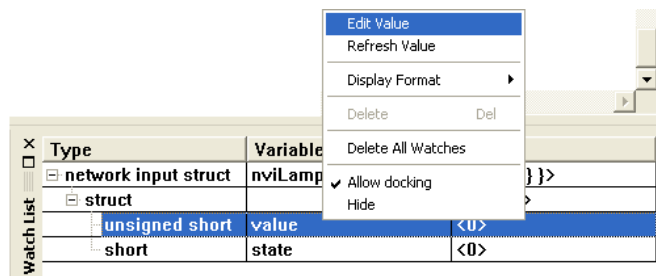 Edit Value
Refresh Value
Display Format
Delete Del
Delete All Watches
Allow docking
Hide
Watch List
Type Variable
network input struct nviLamp }}>
struct >
unsigned short value <0>
short state <0>